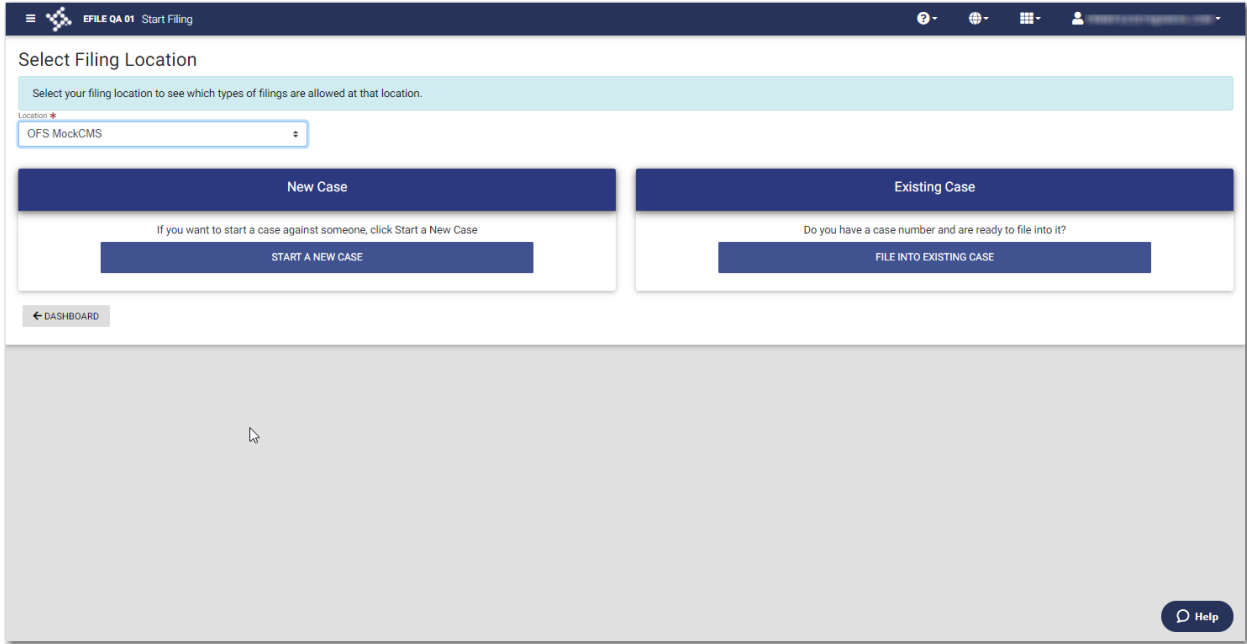 EFILE QA 01 Start Filing
Select Filing Location
Select your filing location to see which types of filings are allowed at that location.
Location *
OFS MockCMS
New Case
If you want to start a case against someone, click Start a New Case
START A NEW CASE
Existing Case
Do you have a case number and are ready to file into it?
FILE INTO EXISTING CASE
DASHBOARD
Help